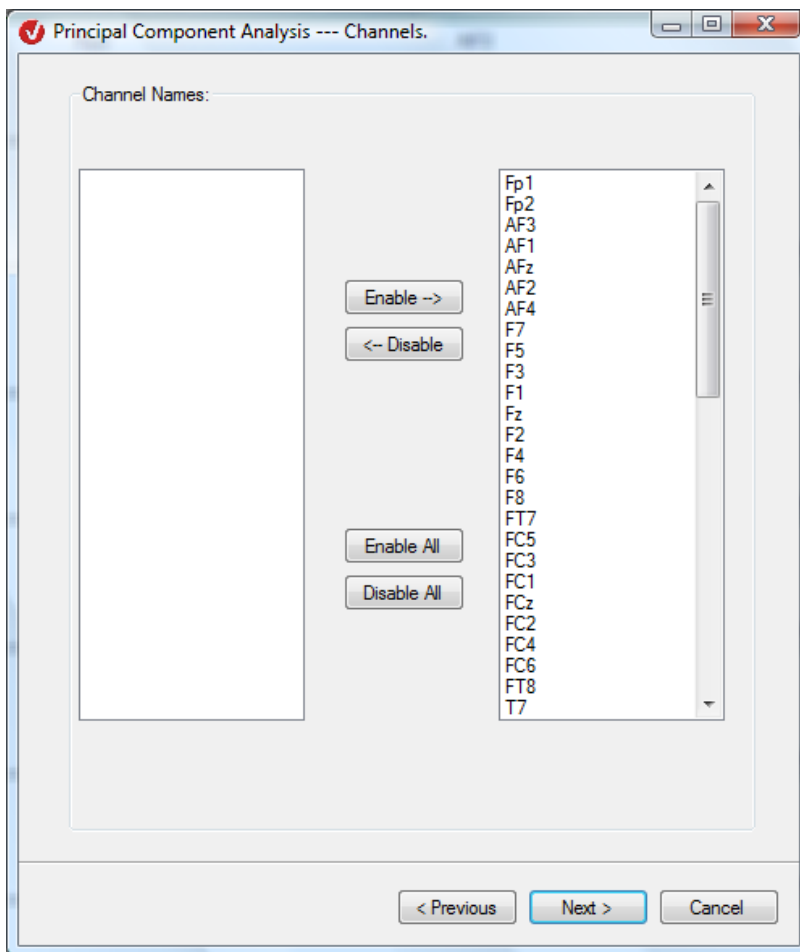 Principal Component Analysis --- Channels.
Channel Names:
Fp1
Fp2
AF3
AF1
AFz
AF2
AF4
F7
F5
F3
F1
Fz
F2
F4
F6
F8
FT7
FC5
FC3
FC1
FCz
FC2
FC4
FC6
FT8
T7
Enable -->
<-- Disable
Enable All
Disable All
< Previous
Next >
Cancel